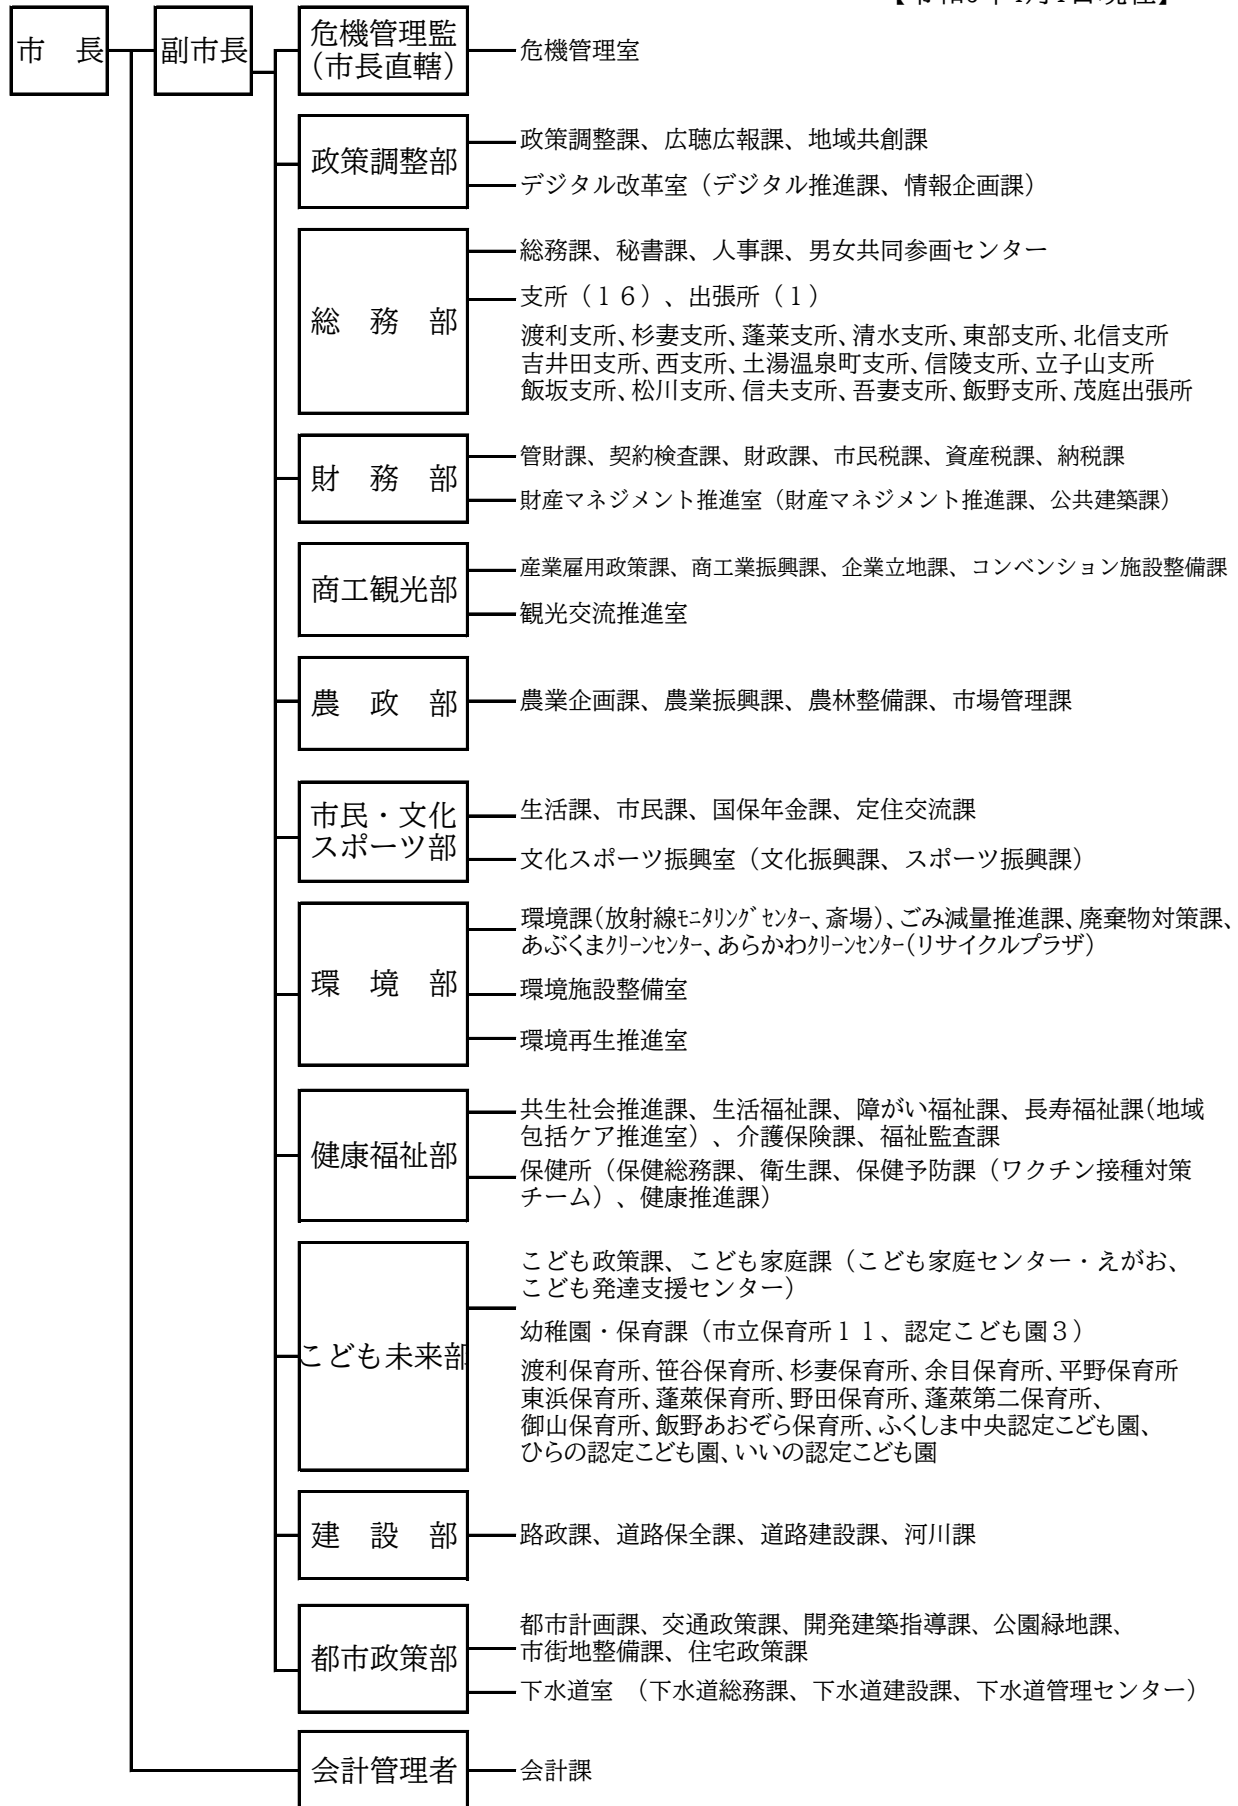 市　長
副市長
危機管理監
（市長直轄）
危機管理室
政策調整部
政策調整課、広聴広報課、地域共創課
デジタル改革室（デジタル推進課、情報企画課）
総　務　部
総務課、秘書課、人事課、男女共同参画センター
支所（１６）、出張所（１）
渡利支所、杉妻支所、蓬莱支所、清水支所、東部支所、北信支所
吉井田支所、西支所、土湯温泉町支所、信陵支所、立子山支所
飯坂支所、松川支所、信夫支所、吾妻支所、飯野支所、茂庭出張所
財　務　部
管財課、契約検査課、財政課、市民税課、資産税課、納税課
財産マネジメント推進室（財産マネジメント推進課、公共建築課）
商工観光部
産業雇用政策課、商工業振興課、企業立地課、コンベンション施設整備課
観光交流推進室
農　政　部
農業企画課、農業振興課、農林整備課、市場管理課
市民・文化
スポーツ部
生活課、市民課、国保年金課、定住交流課
文化スポーツ振興室（文化振興課、スポーツ振興課）
環　境　部
環境課（放射線ﾓﾆﾀﾘﾝｸﾞｾﾝﾀｰ、斎場）、ごみ減量推進課、廃棄物対策課、
あぶくまｸﾘｰﾝｾﾝﾀｰ、あらかわｸﾘｰﾝｾﾝﾀｰ（リサイクルプラザ）
環境施設整備室
環境再生推進室
健康福祉部
共生社会推進課、生活福祉課、障がい福祉課、長寿福祉課（地域
包括ケア推進室）、介護保険課、福祉監査課
保健所（保健総務課、衛生課、保健予防課（ワクチン接種対策
チーム）、健康推進課）
こども未来部
こども政策課、こども家庭課（こども家庭センター・えがお、
こども発達支援センター）
幼稚園・保育課（市立保育所１１、認定こども園３）
渡利保育所、笹谷保育所、杉妻保育所、余目保育所、平野保育所
東浜保育所、蓬萊保育所、野田保育所、蓬萊第二保育所、
御山保育所、飯野あおぞら保育所、ふくしま中央認定こども園、
ひらの認定こども園、いいの認定こども園
建　設　部
路政課、道路保全課、道路建設課、河川課
都市政策部
都市計画課、交通政策課、開発建築指導課、公園緑地課、
市街地整備課、住宅政策課
下水道室　（下水道総務課、下水道建設課、下水道管理センター）
会計管理者
会計課